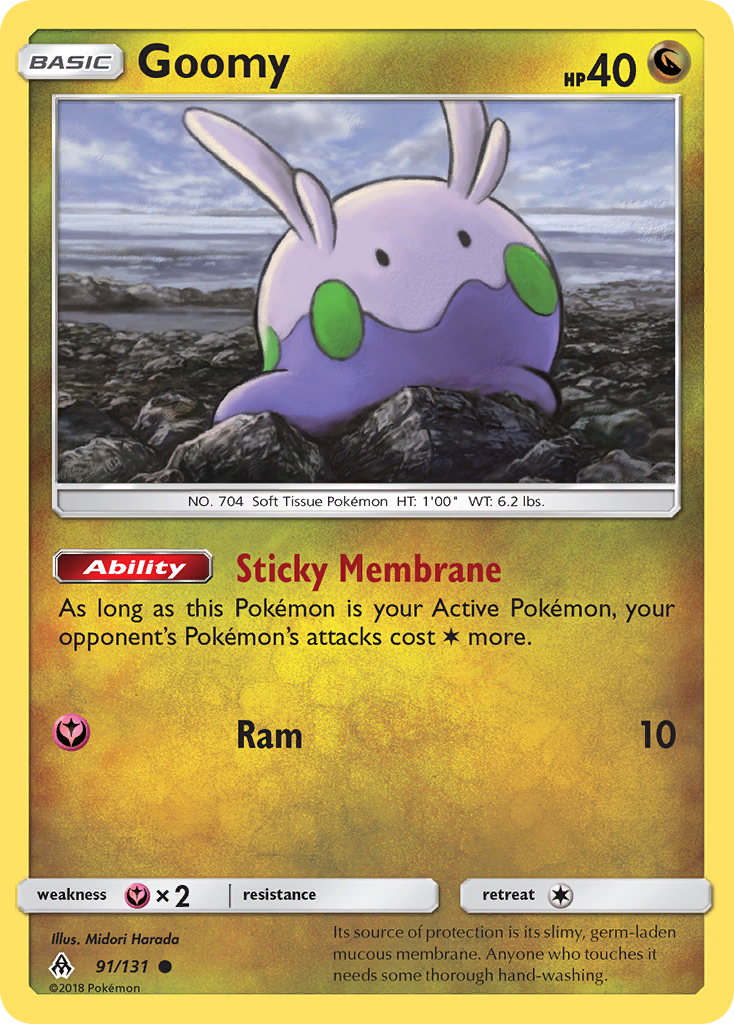 BASIC Goomy HP 40
NO. 704 Soft Tissue Pokémon HT: 1'00" WT: 6.2 lbs.
Ability Sticky Membrane
As long as this Pokémon is your Active Pokémon, your
opponent's Pokémon's attacks cost more.
Ram 10
weakness ×2 resistance retreat
Illus. Midori Harada
91/131
©2018 Pokémon
Its source of protection is its slimy, germ-laden
mucous membrane. Anyone who touches it
needs some thorough hand-washing.